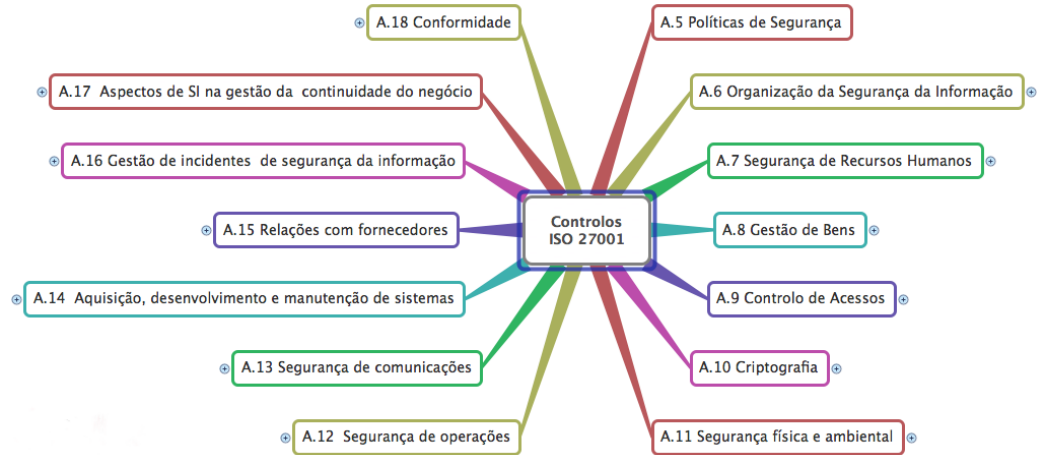 A.18 Conformidade
A.5 Políticas de Segurança
A.17 Aspectos de SI na gestão da continuidade do negócio
A.6 Organização da Segurança da Informação
A.16 Gestão de incidentes de segurança da informação
A.7 Segurança de Recursos Humanos
Controlos
ISO 27001
A.15 Relações com fornecedores
A.8 Gestão de Bens
A.14 Aquisição, desenvolvimento e manutenção de sistemas
A.9 Controlo de Acessos
A.13 Segurança de comunicações
A.10 Criptografia
A.12 Segurança de operações
A.11 Segurança física e ambiental